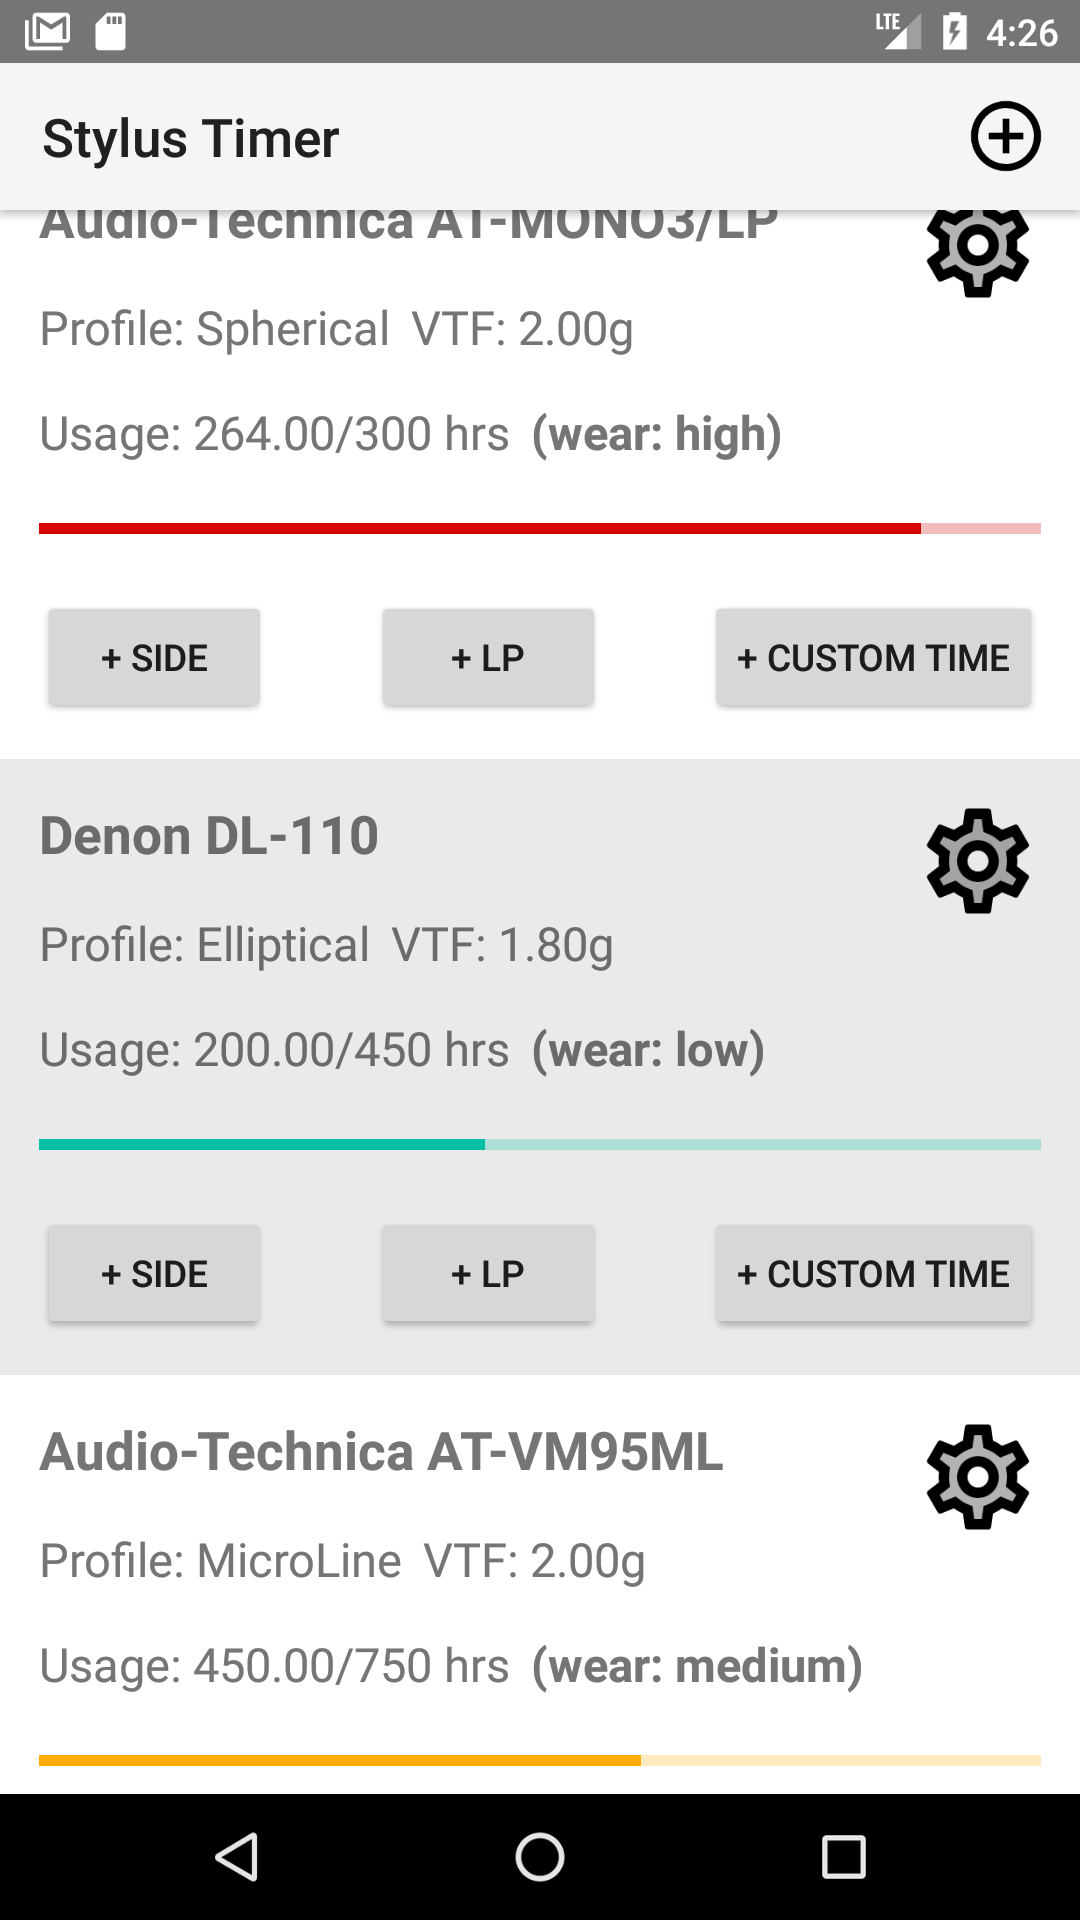 LTE 4:26
Stylus Timer
Audio-Technica AT-MONO3/LP
Profile: Spherical VTF: 2.00g
Usage: 264.00/300 hrs (wear: high)
+ SIDE + LP + CUSTOM TIME
Denon DL-110
Profile: Elliptical VTF: 1.80g
Usage: 200.00/450 hrs (wear: low)
+ SIDE + LP + CUSTOM TIME
Audio-Technica AT-VM95ML
Profile: MicroLine VTF: 2.00g
Usage: 450.00/750 hrs (wear: medium)